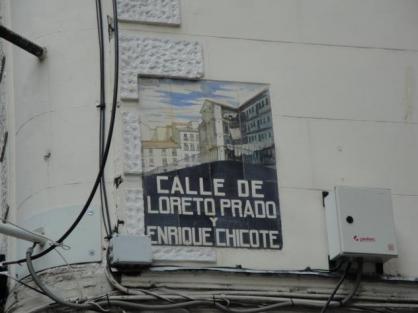 CALLE DE
LORETO PRADO
Y
ENRIQUE CHICOTE